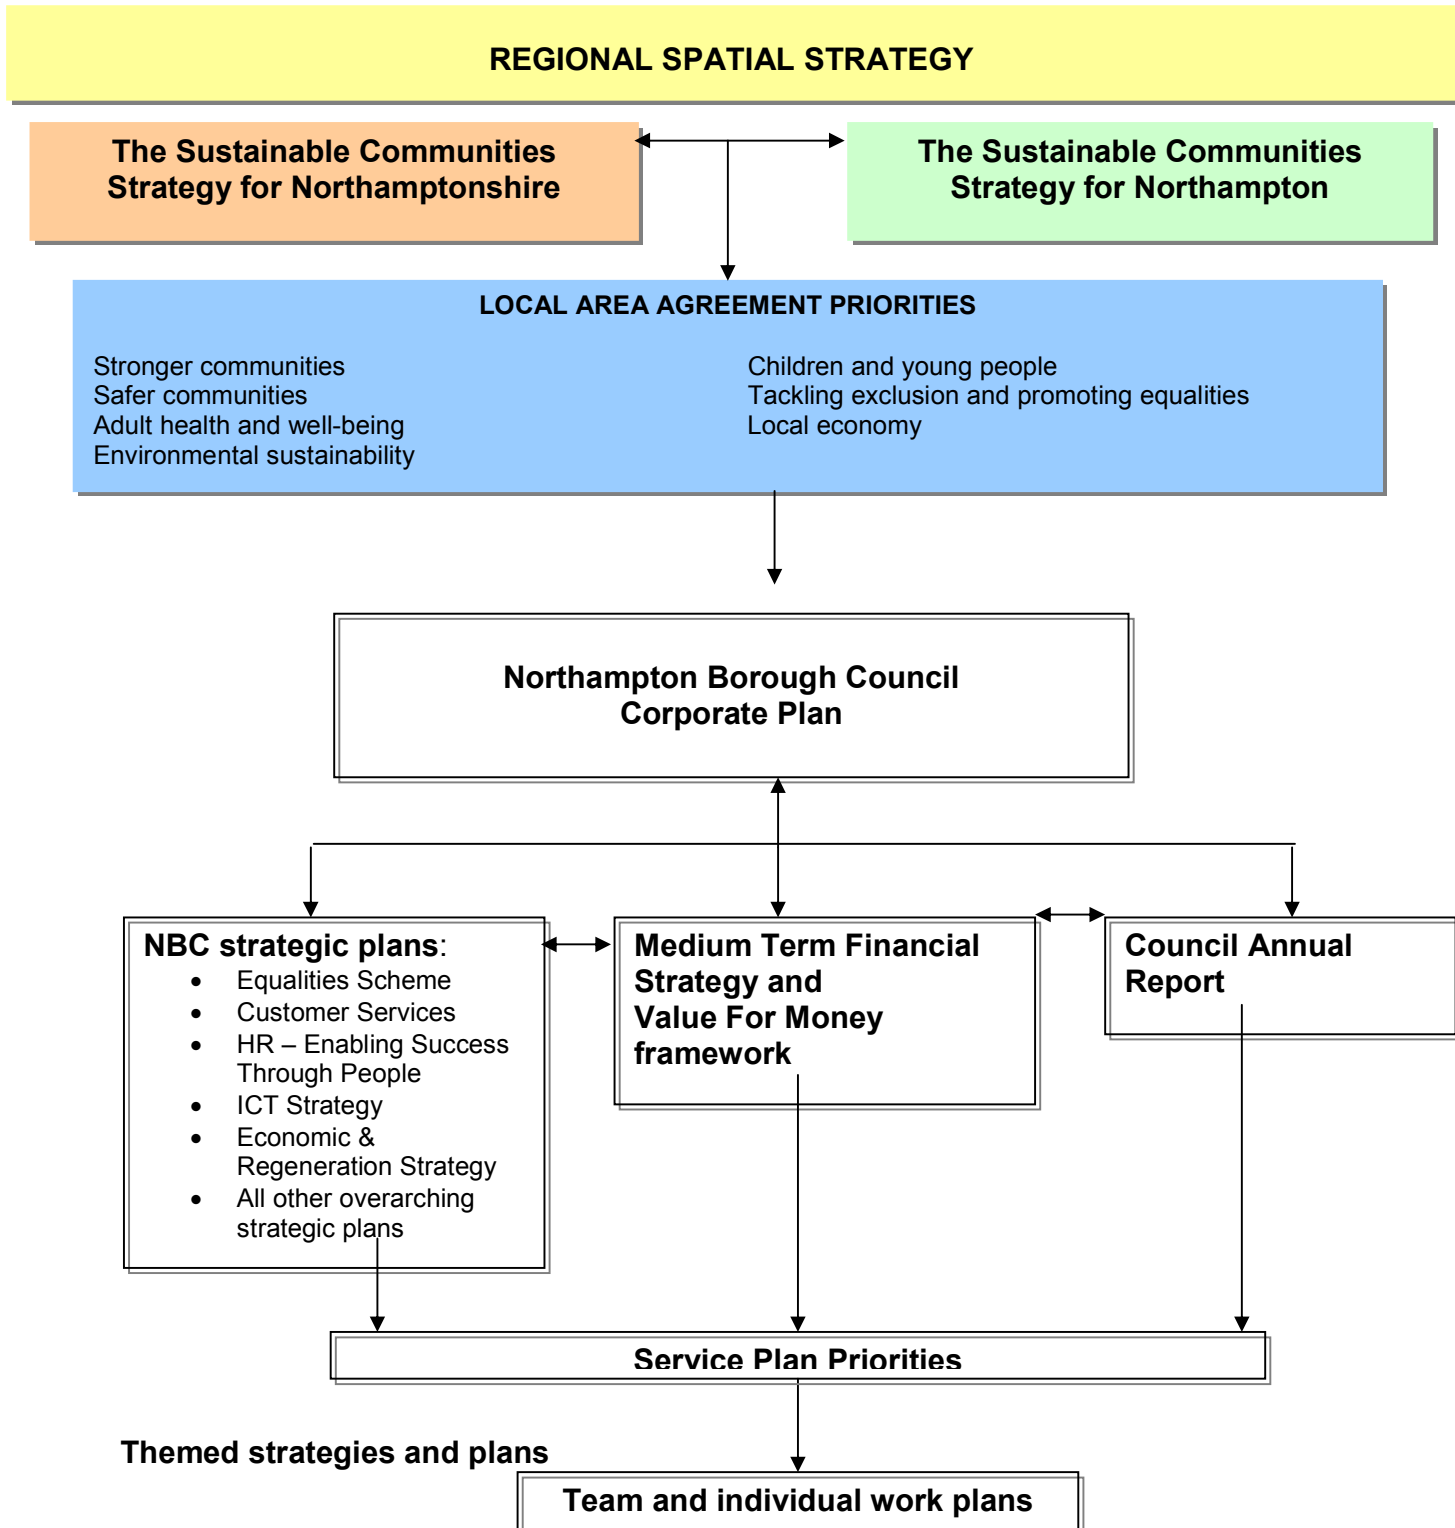 REGIONAL SPATIAL STRATEGY
The Sustainable Communities
Strategy for Northamptonshire
The Sustainable Communities
Strategy for Northampton
LOCAL AREA AGREEMENT PRIORITIES
Stronger communities
Safer communities
Adult health and well-being
Environmental sustainability
Children and young people
Tackling exclusion and promoting equalities
Local economy
Northampton Borough Council
Corporate Plan
NBC strategic plans:
• Equalities Scheme
• Customer Services
• HR – Enabling Success
Through People
• ICT Strategy
• Economic &
Regeneration Strategy
• All other overarching
strategic plans
Medium Term Financial
Strategy and
Value For Money
framework
Council Annual
Report
Service Plan Priorities
Themed strategies and plans
Team and individual work plans